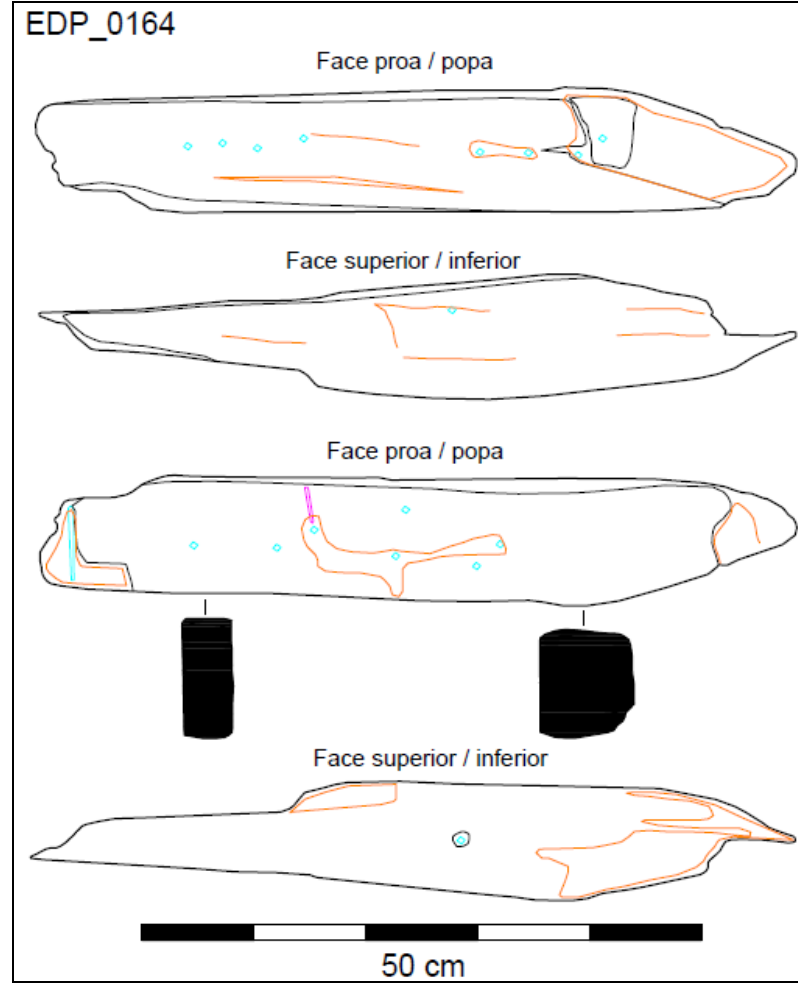 EDP_0164
Face proa / popa
Face superior / inferior
Face proa / popa
Face superior / inferior
50 cm